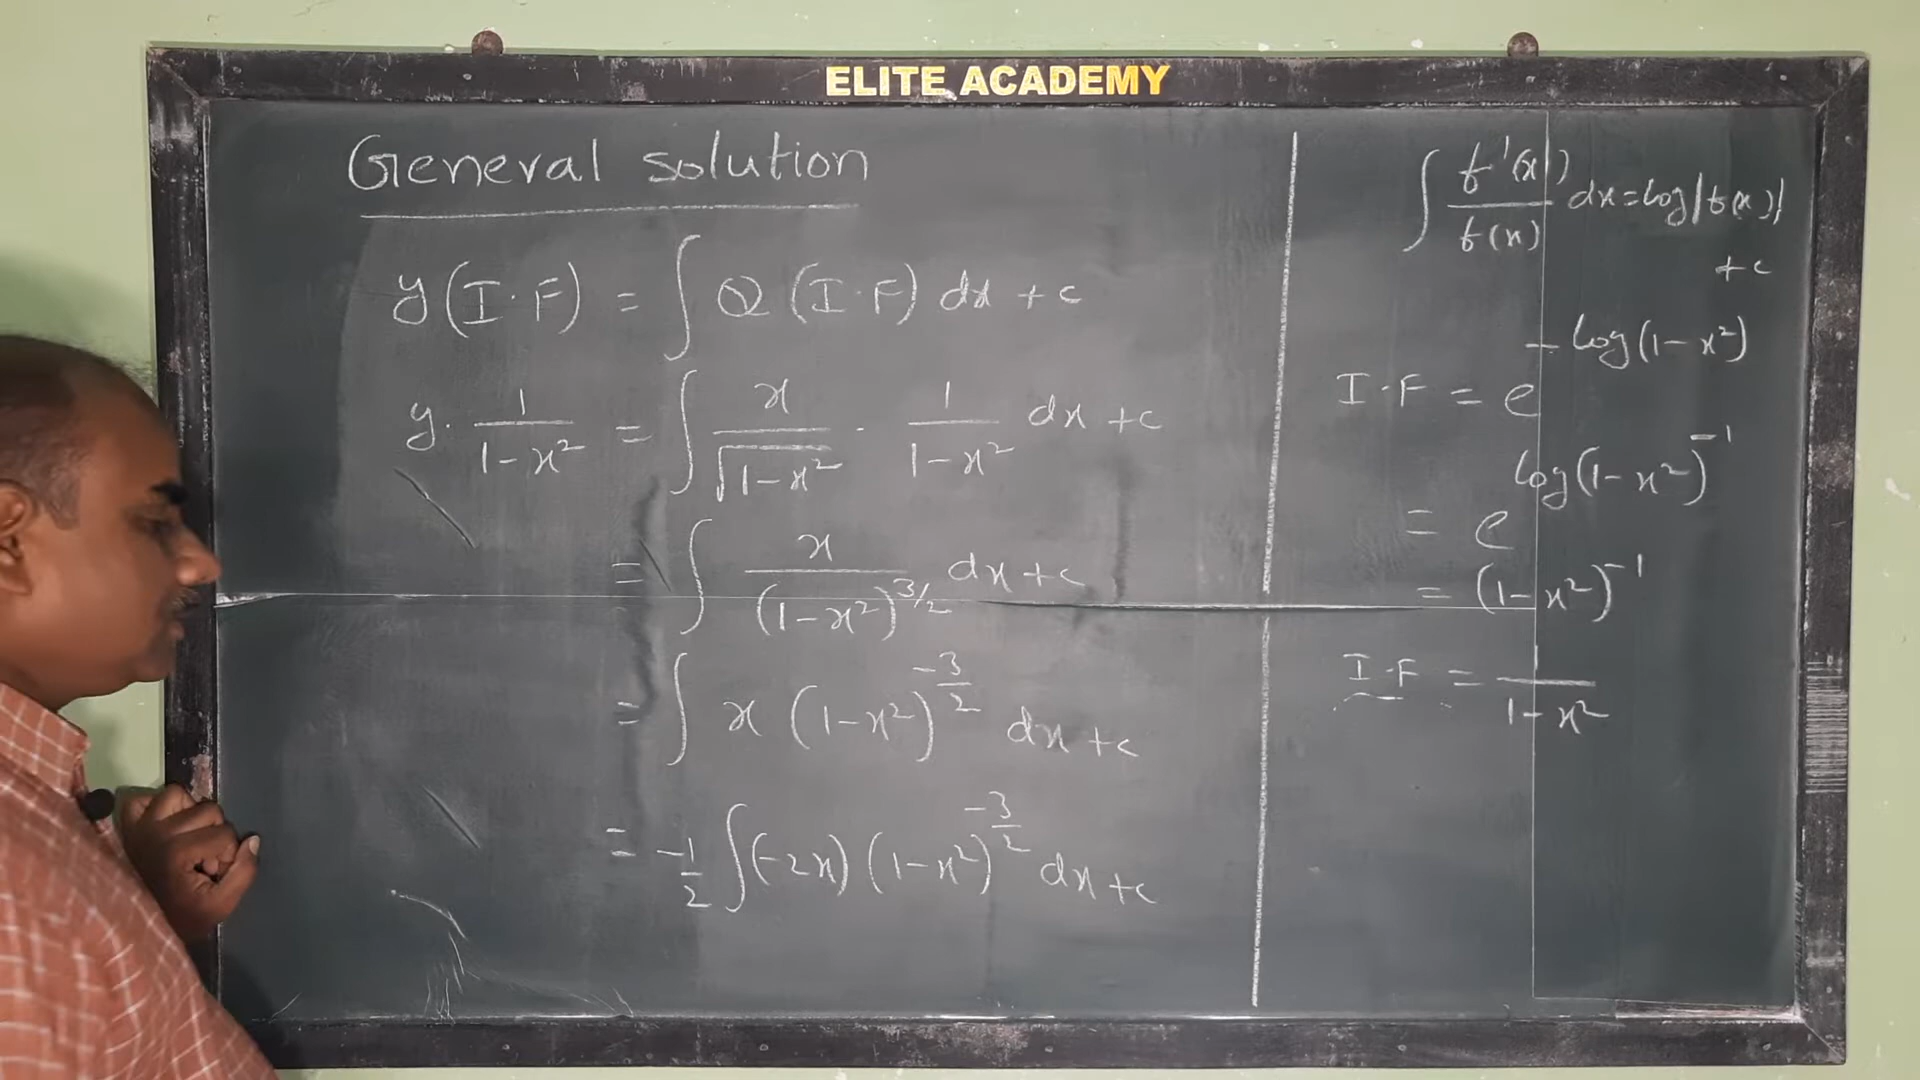 ELITE ACADEMY
General solution
y(I.F) = ∫ Q (I.F) dx + c
y. 1/(1-x²) = ∫ x/√(1-x²) . 1/(1-x²) dx + c
= ∫ x/(1-x²)^3/2 dx + c
= ∫ x (1-x²)^-3/2 dx + c
= -1/2 ∫(-2x) (1-x²)^-3/2 dx + c
∫ f'(x)/f(x) dx = log|f(x)|
+ c
I.F = e^- log(1-x²)
= e^log(1-x²)^-1
= (1-x²)^-1
I.F = 1/(1-x²)